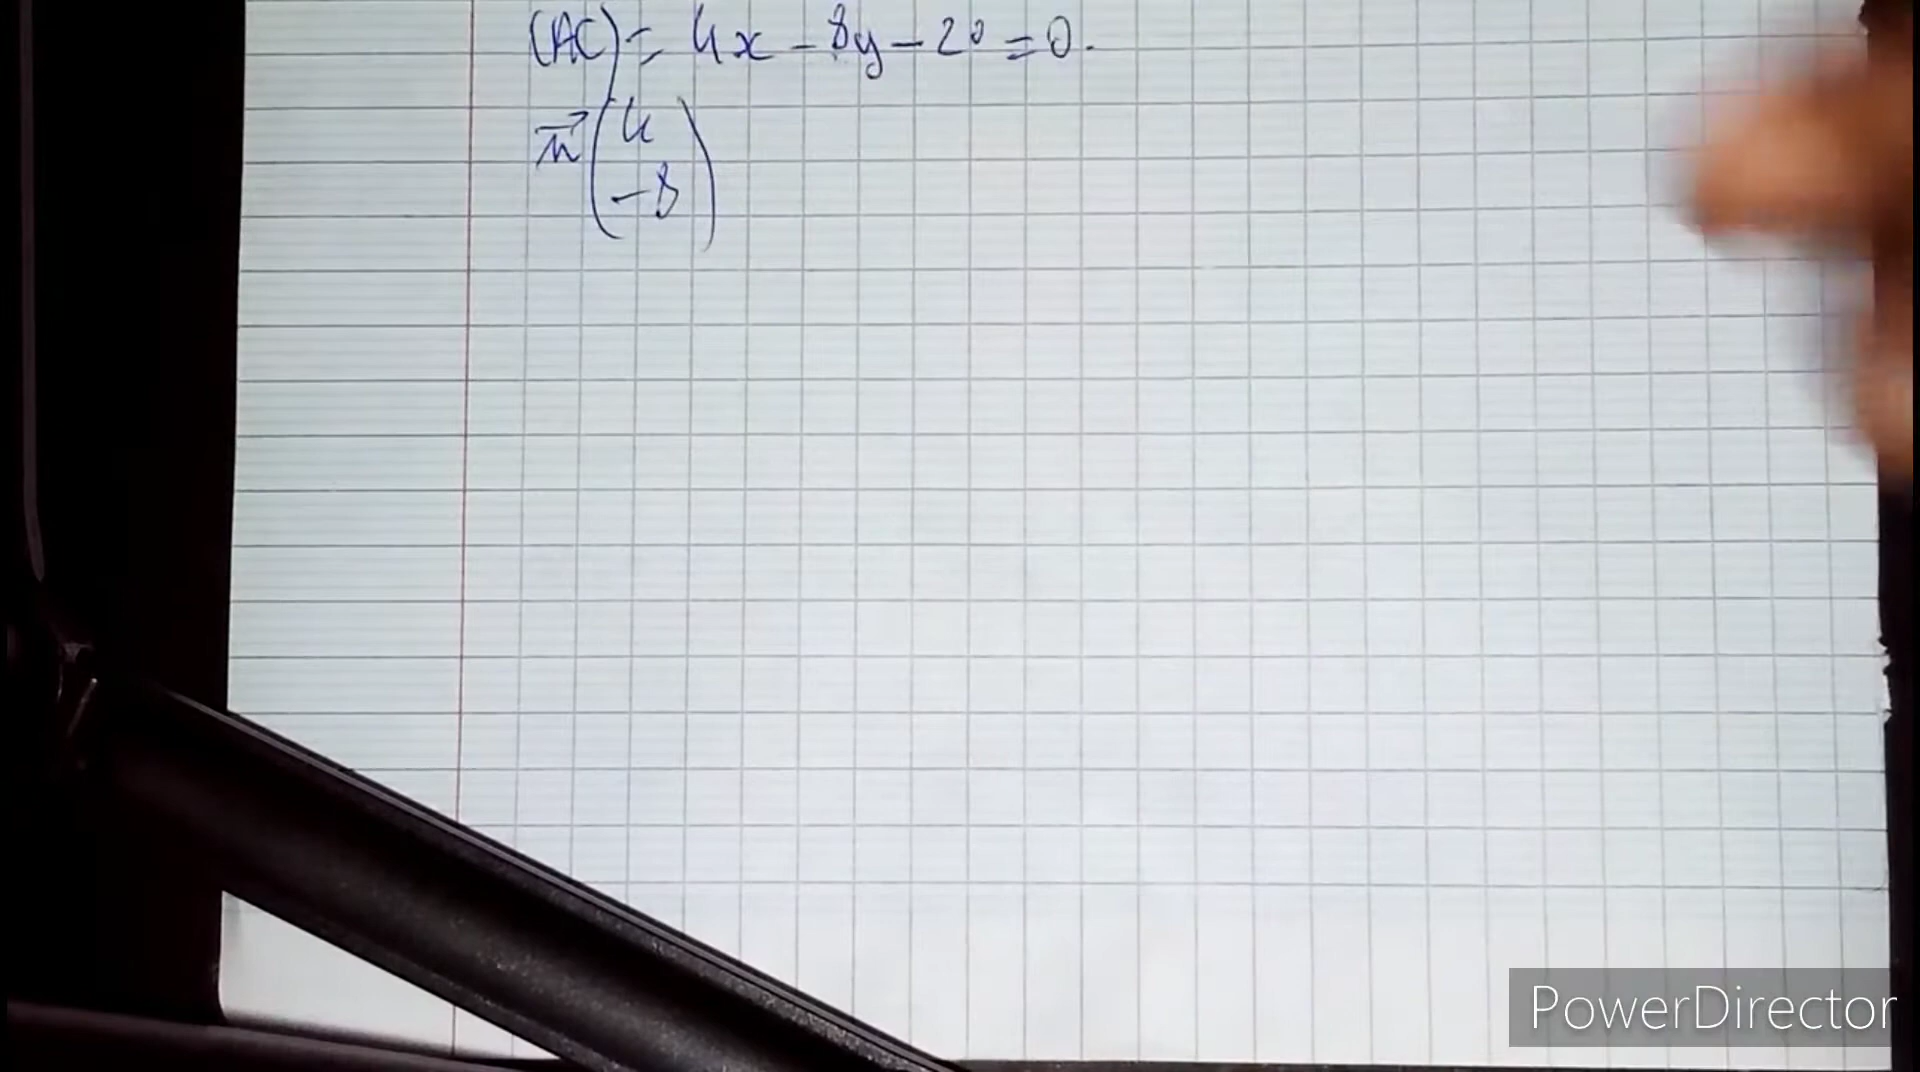 (AC) = 4x - 8y - 20 = 0.
n⃗ (4
-8)
PowerDirector